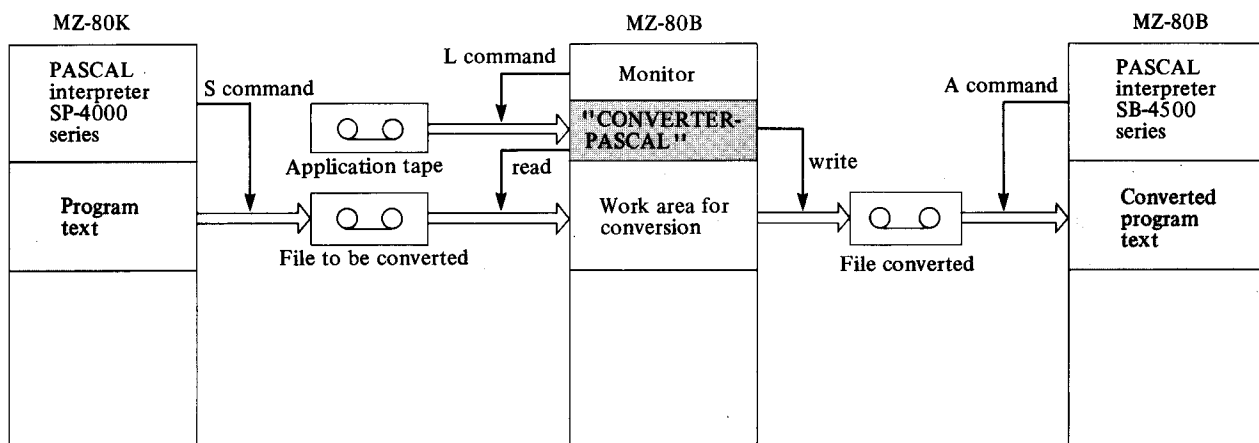 MZ-80K
MZ-80B
MZ-80B
PASCAL
interpreter
SP-4000
series
S command
L command
Monitor
A command
PASCAL
interpreter
SB-4500
series
"CONVERTER-
PASCAL"
Application tape
read
write
Program
text
Work area for
conversion
Converted
program
text
File to be converted
File converted